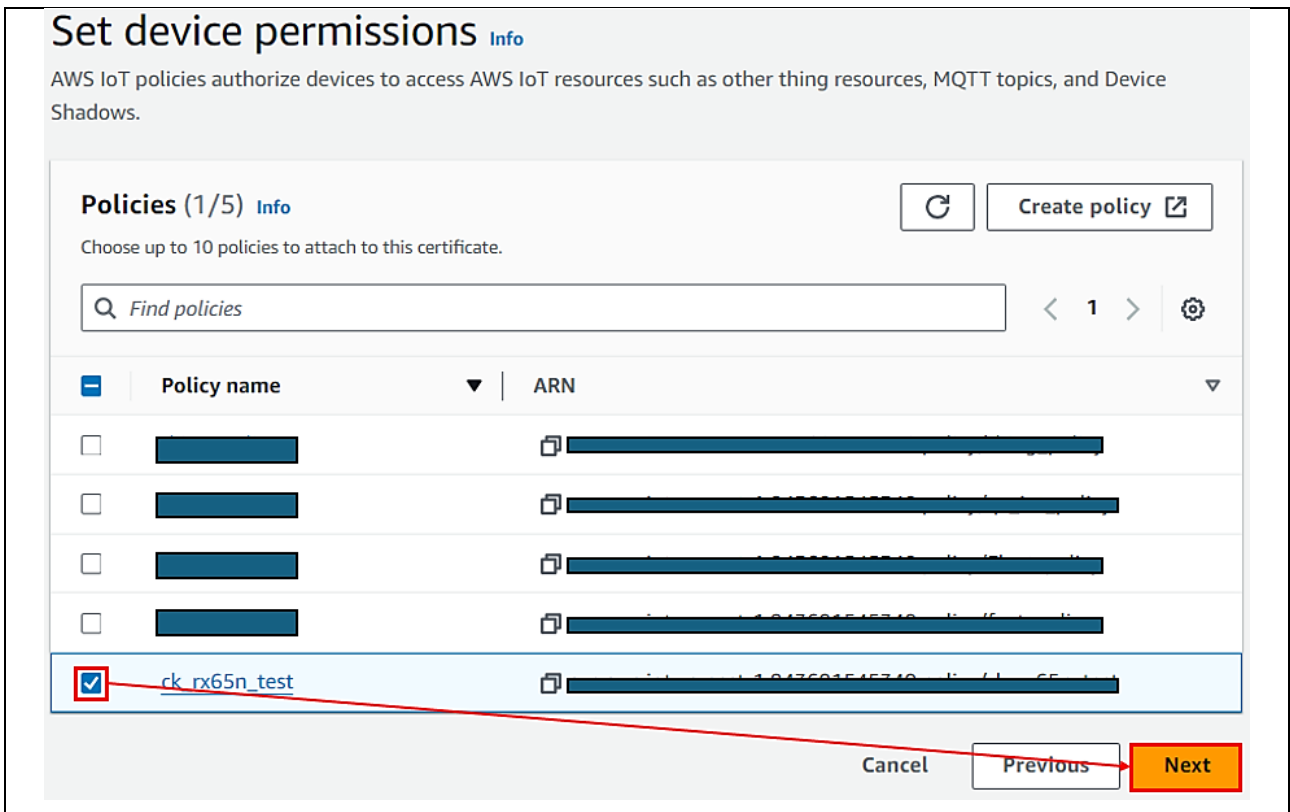 Set device permissions Info
AWS IoT policies authorize devices to access AWS IoT resources such as other thing resources, MQTT topics, and Device
Shadows.
Policies (1/5) Info
Create policy
Choose up to 10 policies to attach to this certificate.
Find policies
1
Policy name
ARN
ck_rx65n_test
Cancel
Previous
Next